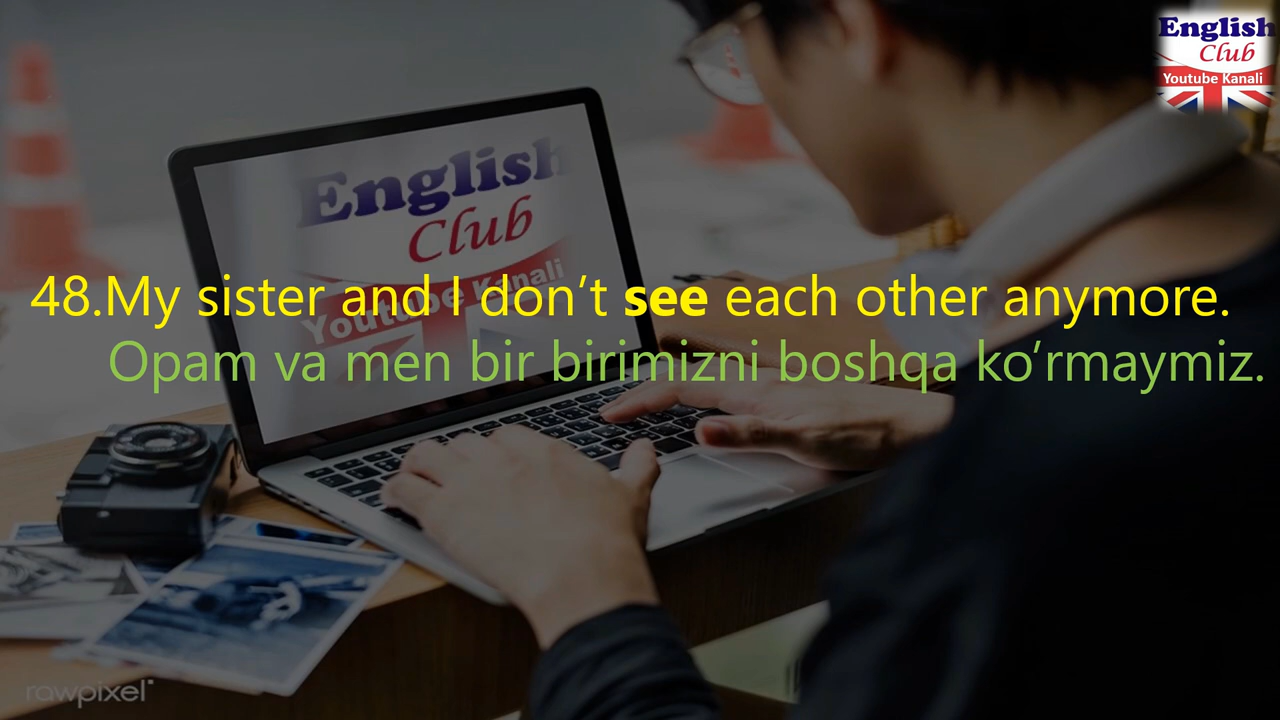 English
Club
Youtube Kanali
English
Club
Youtube Kanali
48.My sister and I don’t see each other anymore.
Opam va men bir birimizni boshqa ko‘rmaymiz.
rawpixel